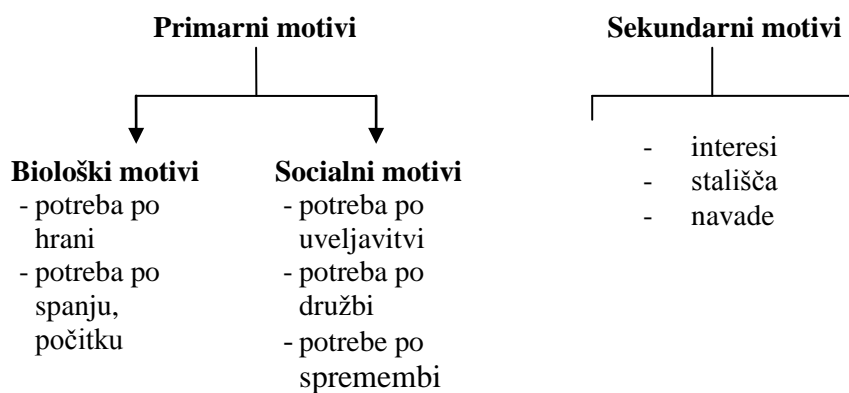 Primarni motivi
Sekundarni motivi
Biološki motivi
- potreba po
hrani
- potreba po
spanju,
počitku
Socialni motivi
- potreba po
uveljavitvi
- potreba po
družbi
- potrebe po
spremembi
- interesi
- stališča
- navade